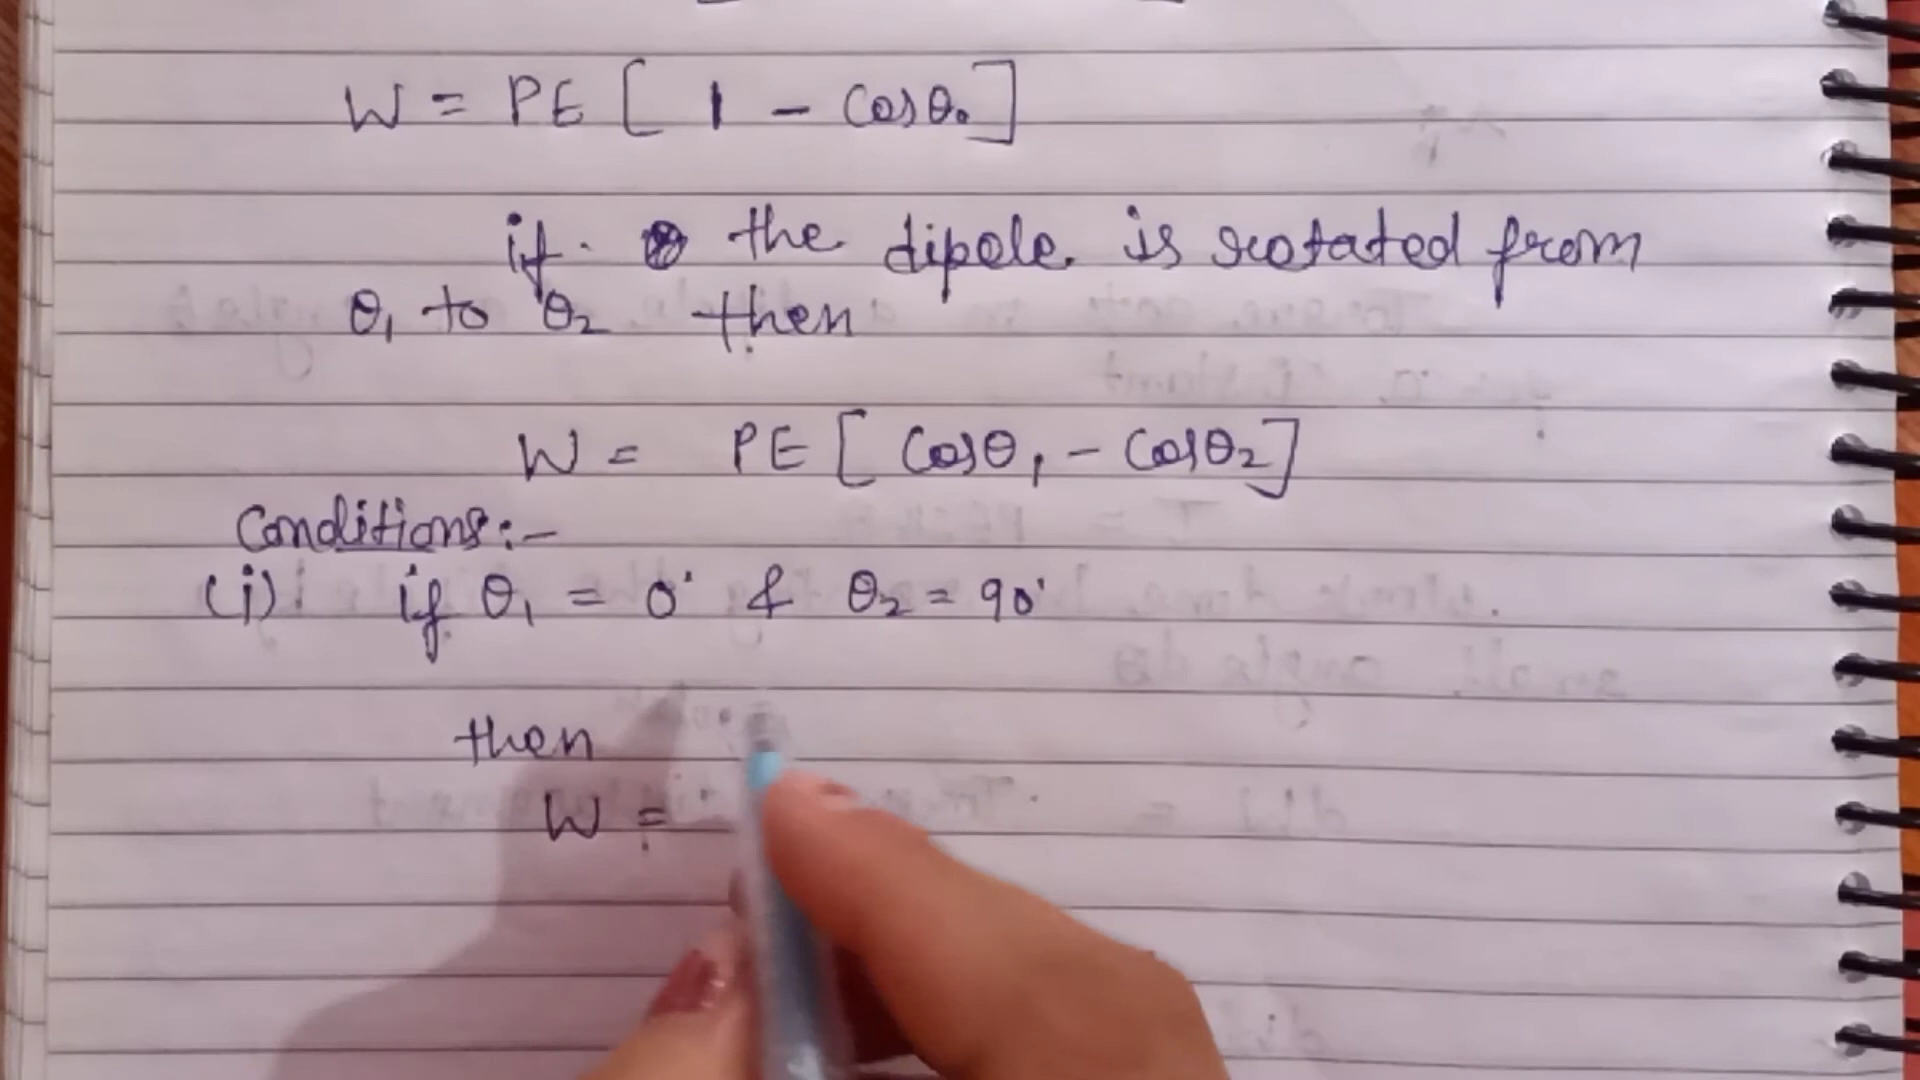 W = PE [ 1 - Cosθ₀ ]
if the dipole is rotated from
θ₁ to θ₂ then
W = PE [ Cosθ₁ - Cosθ₂ ]
Conditions:-
(i) if θ₁ = 0° & θ₂ = 90°
then
W =